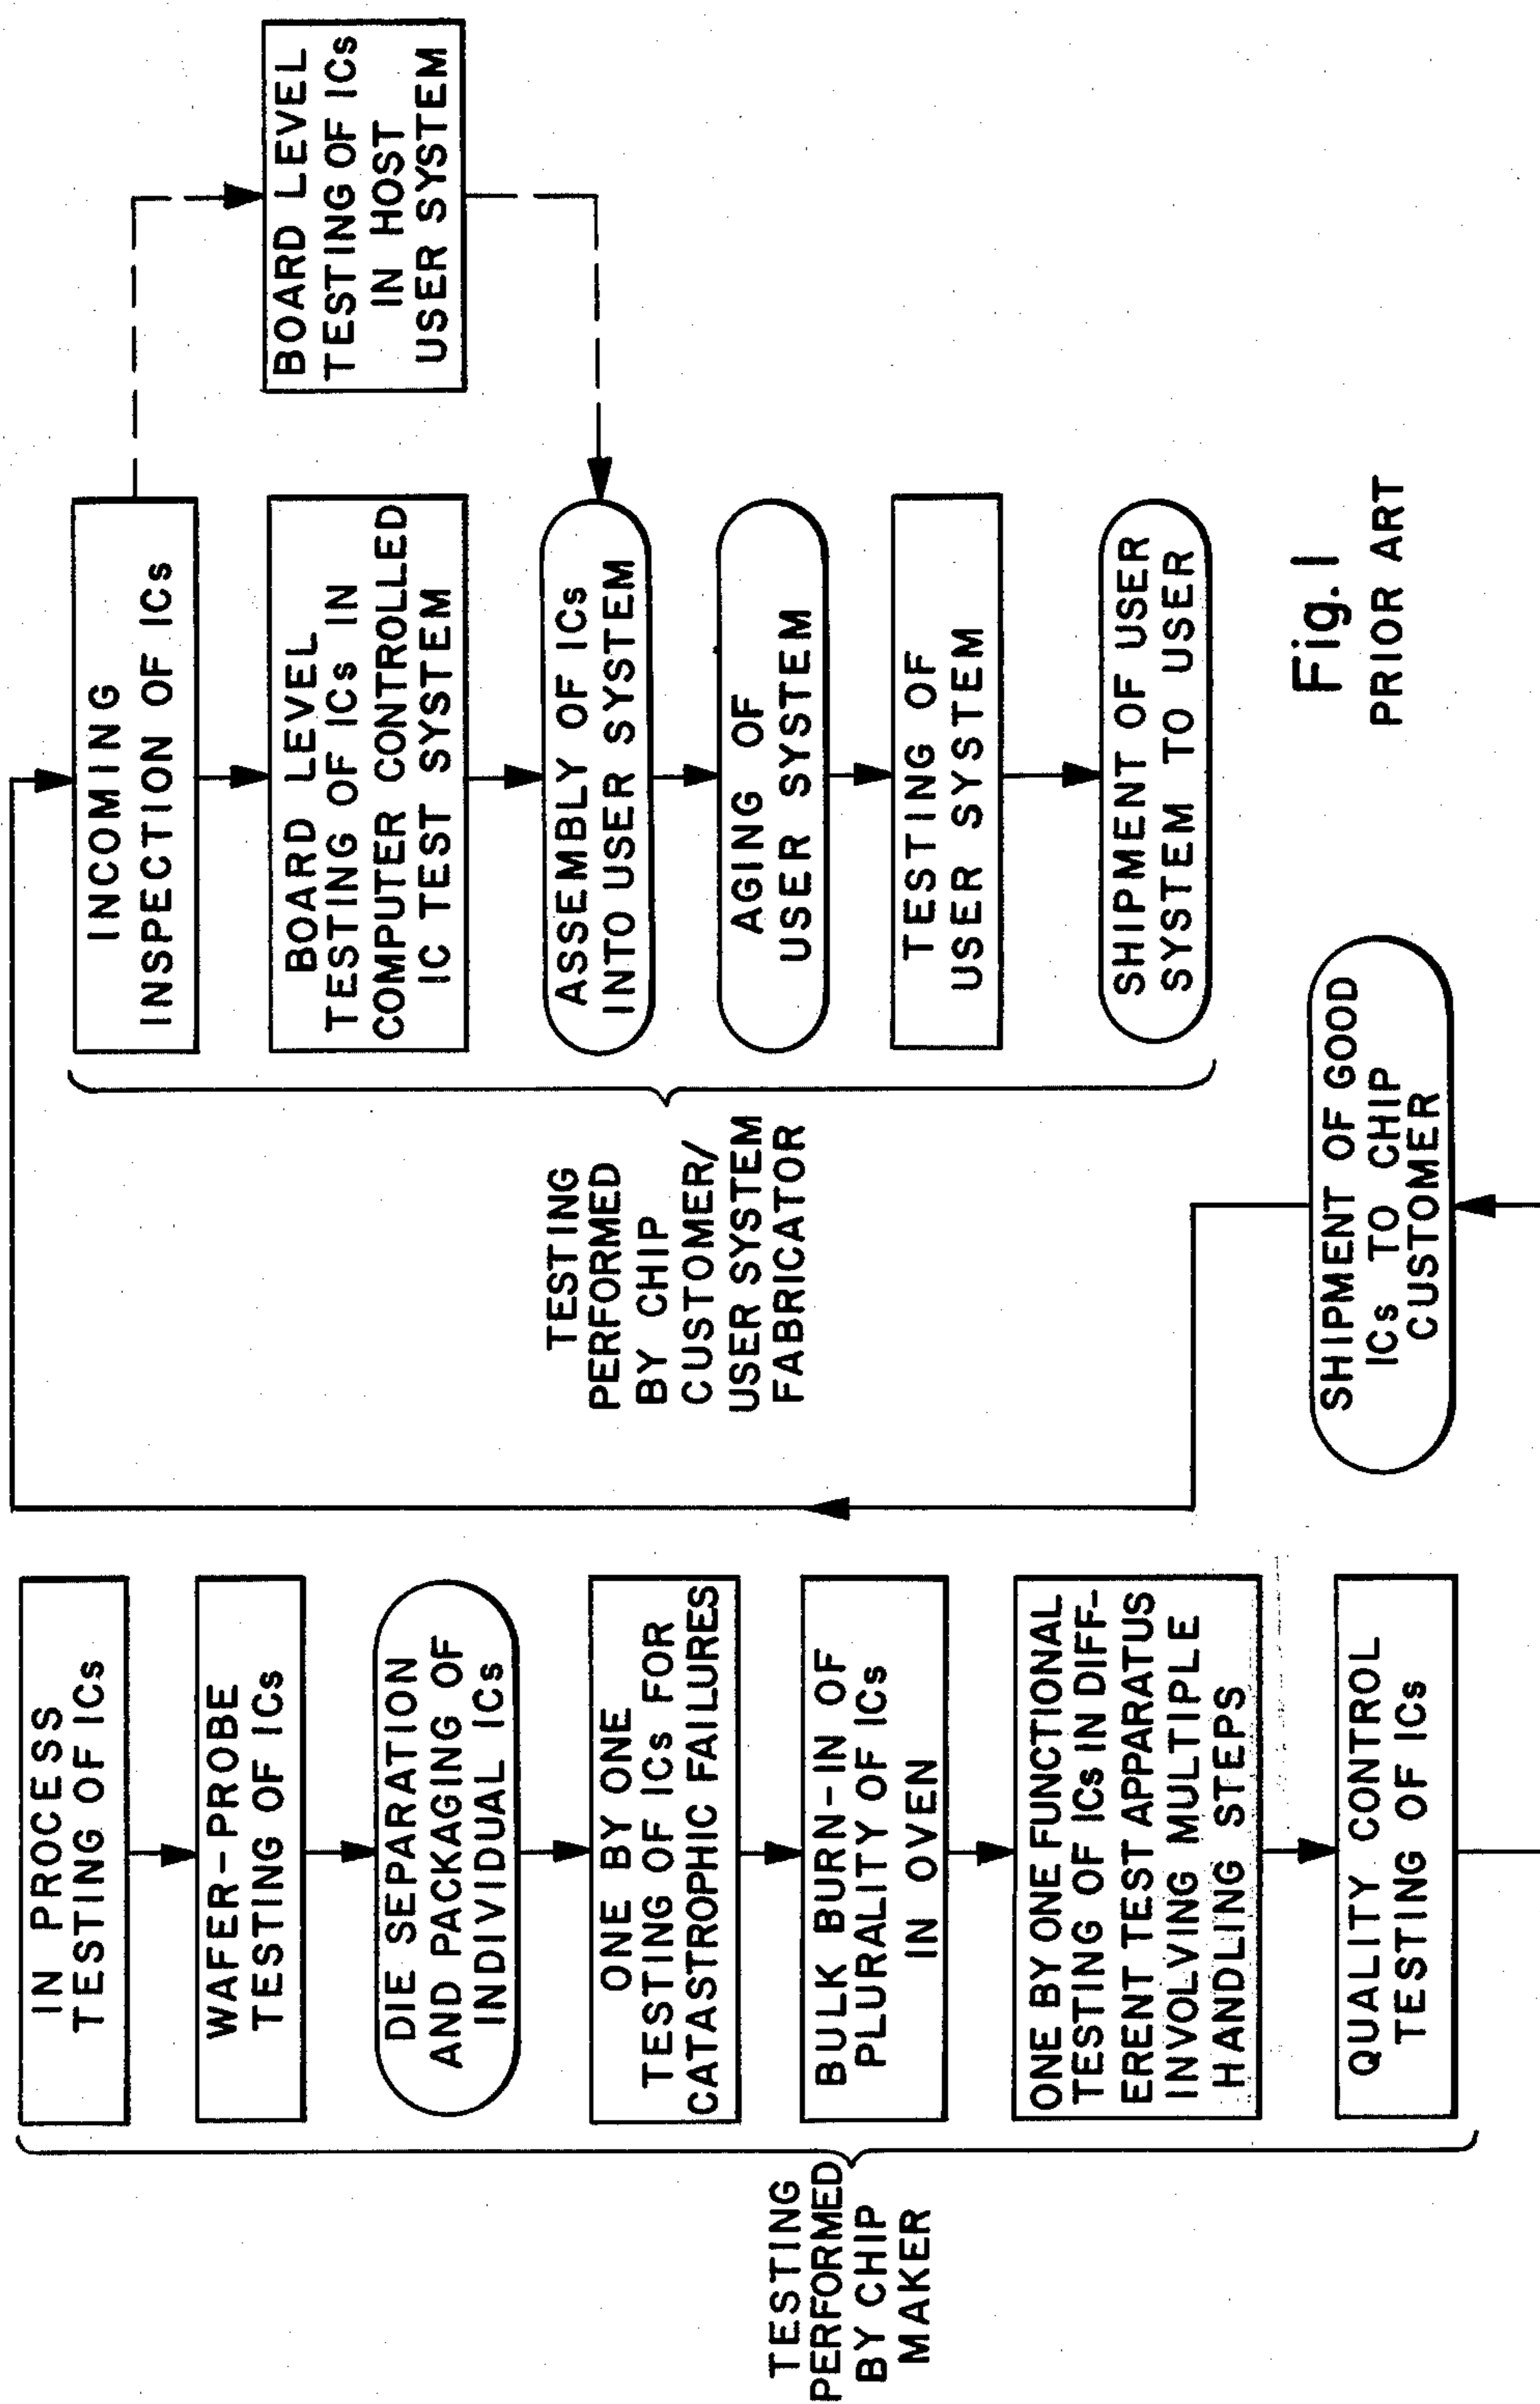 IN PROCESS
TESTING OF ICs
WAFER-PROBE
TESTING OF ICs
DIE SEPARATION
AND PACKAGING OF
INDIVIDUAL ICs
ONE BY ONE
TESTING OF ICs FOR
CATASTROPHIC FAILURES
BULK BURN-IN OF
PLURALITY OF ICs
IN OVEN
ONE BY ONE FUNCTIONAL
TESTING OF ICs IN DIFF-
ERENT TEST APPARATUS
INVOLVING MULTIPLE
HANDLING STEPS
QUALITY CONTROL
TESTING OF ICs
TESTING
PERFORMED
BY CHIP
MAKER
SHIPMENT OF GOOD
ICs TO CHIP
CUSTOMER
TESTING
PERFORMED
BY CHIP
CUSTOMER/
USER SYSTEM
FABRICATOR
INCOMING
INSPECTION OF ICs
BOARD LEVEL
TESTING OF ICs IN
COMPUTER CONTROLLED
IC TEST SYSTEM
ASSEMBLY OF ICs
INTO USER SYSTEM
AGING OF
USER SYSTEM
TESTING OF
USER SYSTEM
SHIPMENT OF USER
SYSTEM TO USER
BOARD LEVEL
TESTING OF ICs
IN HOST
USER SYSTEM
Fig. 1
PRIOR ART